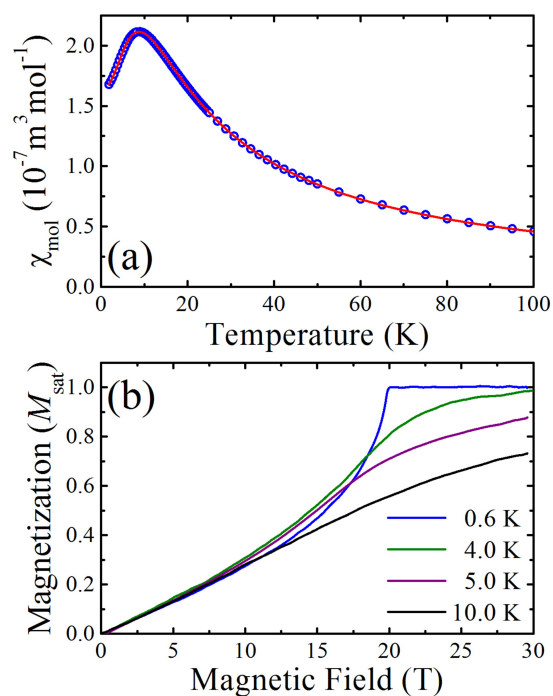 2.0
1.5
1.0
0.5
0.0
χmol (10⁻⁷ m³ mol⁻¹)
(a)
0 20 40 60 80 100
Temperature (K)
1.0
0.8
0.6
0.4
0.2
0.0
Magnetization (Msat)
(b)
0.6 K
4.0 K
5.0 K
10.0 K
0 5 10 15 20 25 30
Magnetic Field (T)